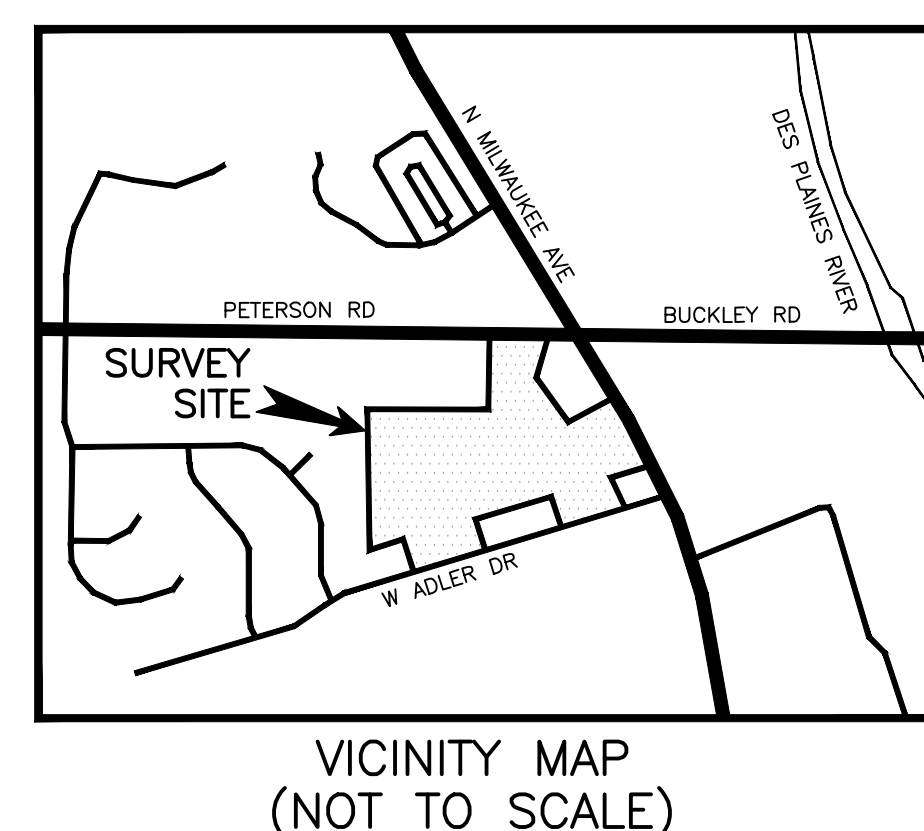 N MILWAUKEE AVE
DES PLAINES RIVER
PETERSON RD
BUCKLEY RD
SURVEY
SITE
W ADLER DR
VICINITY MAP
(NOT TO SCALE)